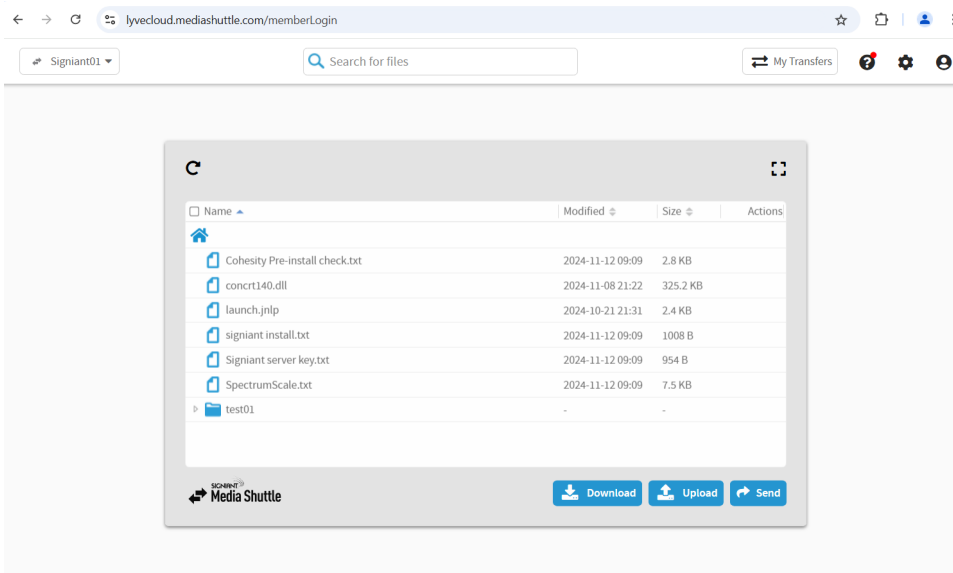 lyvecloud.mediashuttle.com/memberLogin
Signiant01
Search for files
My Transfers
Name Modified Size Actions
Cohesity Pre-install check.txt 2024-11-12 09:09 2.8 KB
concrt140.dll 2024-11-08 21:22 325.2 KB
launch.jnlp 2024-10-21 21:31 2.4 KB
signiant install.txt 2024-11-12 09:09 1008 B
Signiant server key.txt 2024-11-12 09:09 954 B
SpectrumScale.txt 2024-11-12 09:09 7.5 KB
test01 - -
SIGNIANT
Media Shuttle
Download Upload Send